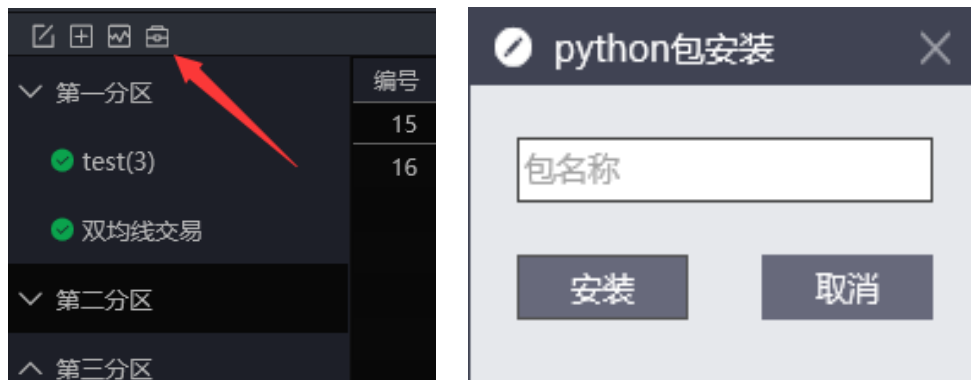 第一分区
编号
15
test(3)
16
双均线交易
第二分区
第三分区
python包安装
包名称
安装
取消